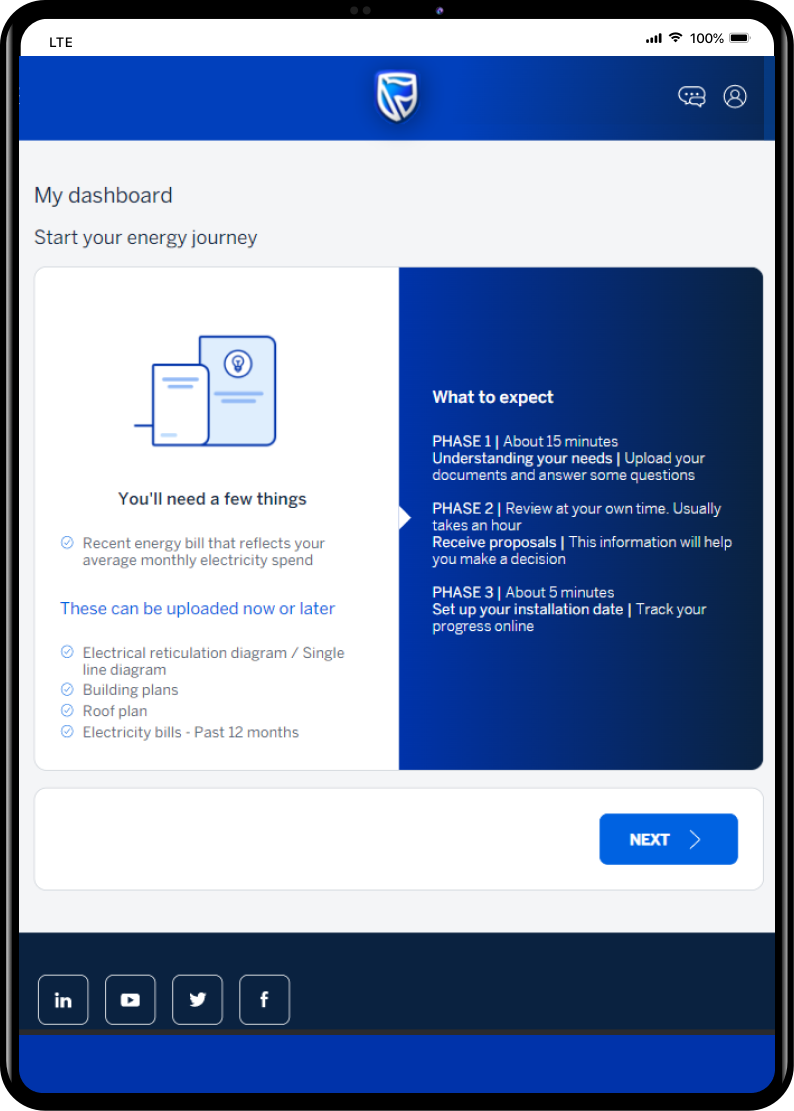 LTE
100%
My dashboard
Start your energy journey
You'll need a few things
Recent energy bill that reflects your
average monthly electricity spend
These can be uploaded now or later
Electrical reticulation diagram / Single
line diagram
Building plans
Roof plan
Electricity bills - Past 12 months
What to expect
PHASE 1 | About 15 minutes
Understanding your needs | Upload your
documents and answer some questions
PHASE 2 | Review at your own time. Usually
takes an hour
Receive proposals | This information will help
you make a decision
PHASE 3 | About 5 minutes
Set up your installation date | Track your
progress online
NEXT
in
f